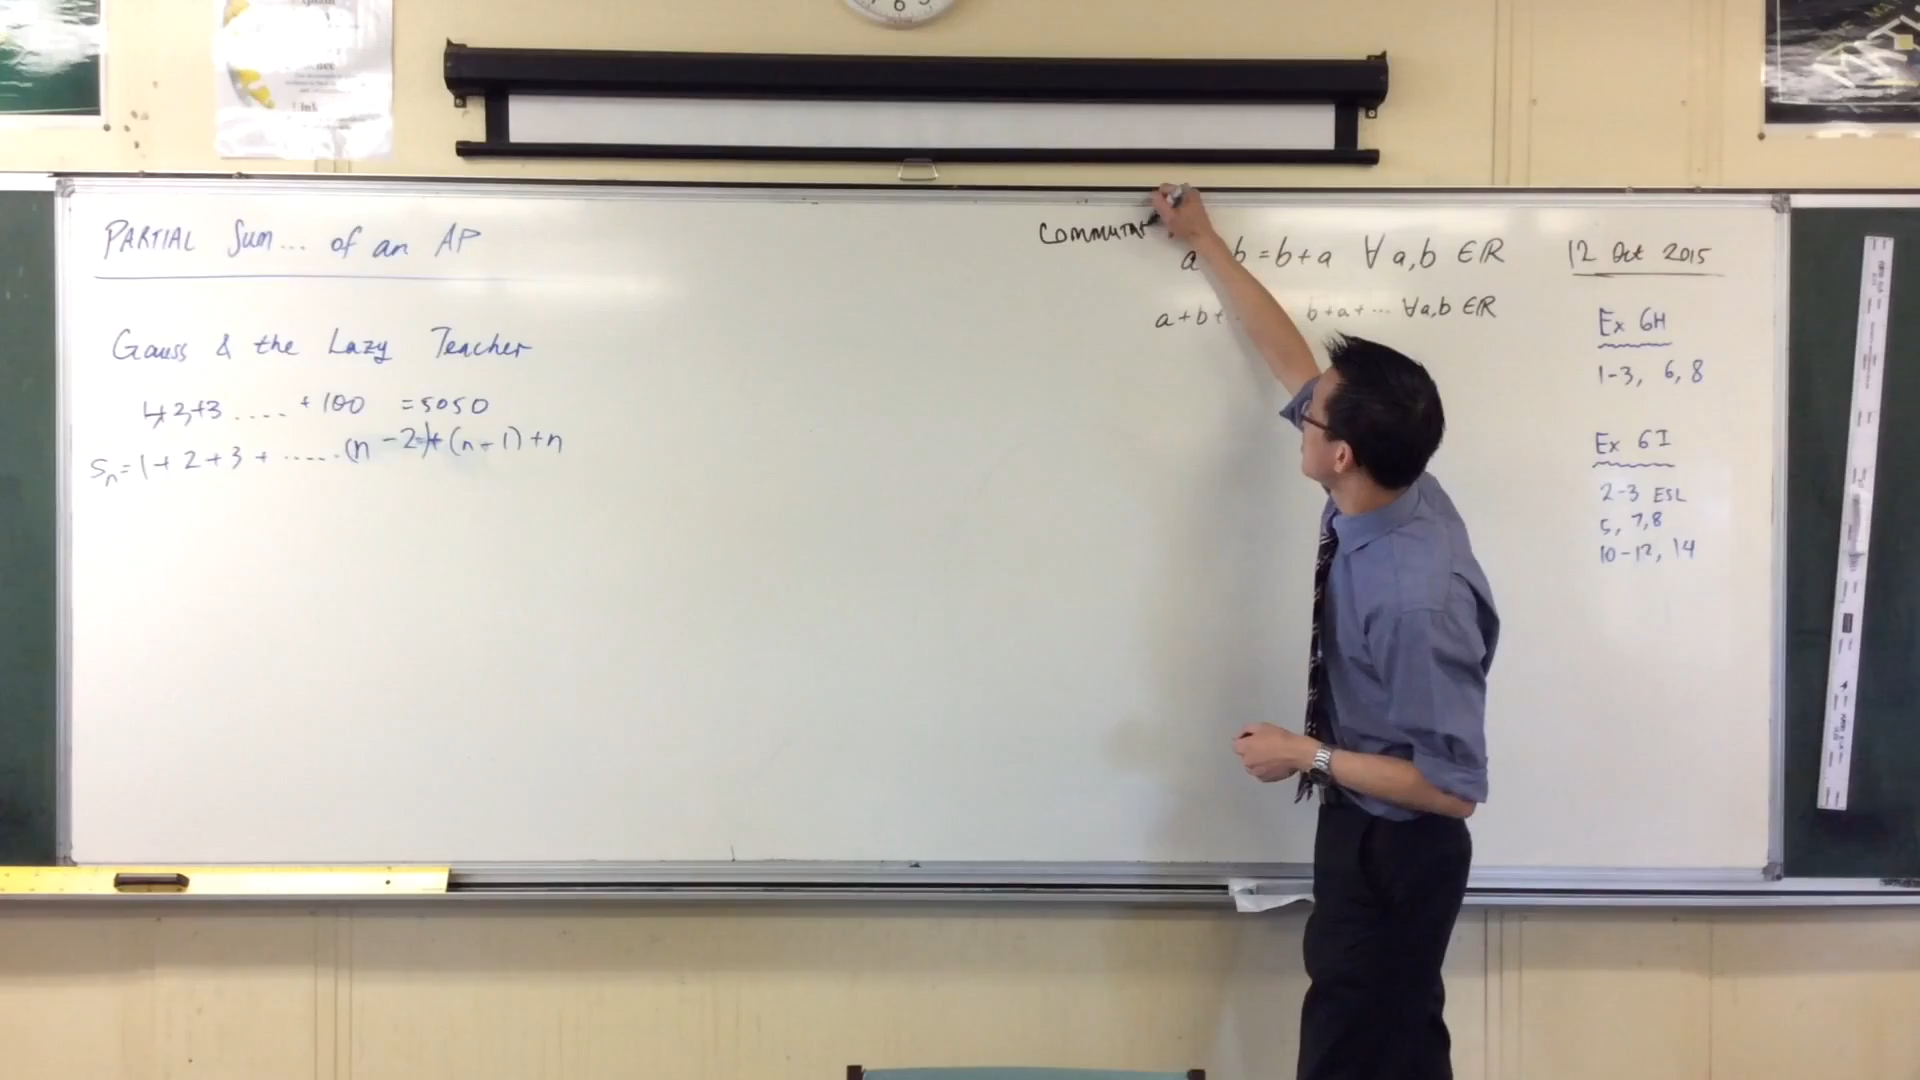 PARTIAL Sum... of an AP
Gauss & the Lazy Teacher
1+2+3 .... + 100 = 5050
Sₙ = 1 + 2 + 3 + ..... (n - 2) + (n - 1) + n
Commutat
a b = b + a ∀ a, b ∈ ℝ
a + b + b + a + ... ∀ a, b ∈ ℝ
12 Oct 2015
Ex 6H
1-3, 6, 8
Ex 6I
2-3 ESL
5, 7, 8
10-12, 14